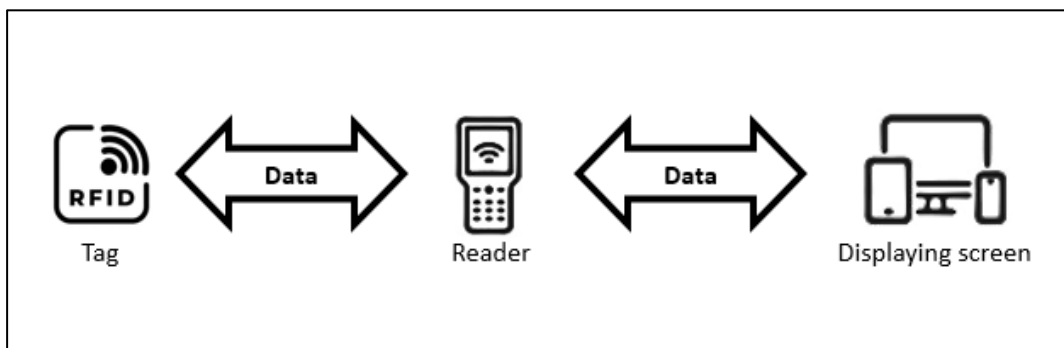 RFID
Data
Data
Tag
Reader
Displaying screen